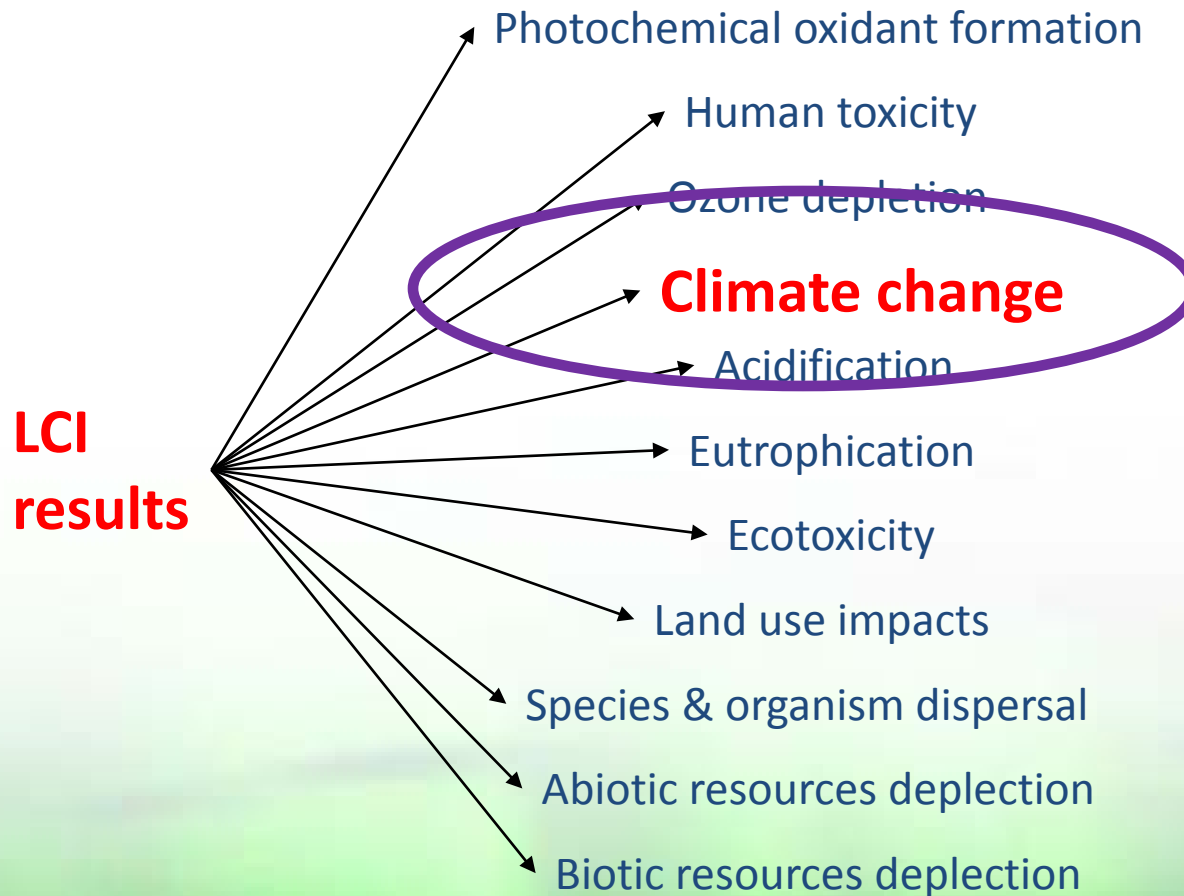 Photochemical oxidant formation
Human toxicity
Ozone depletion
Climate change
Acidification
LCI
results
Eutrophication
Ecotoxicity
Land use impacts
Species & organism dispersal
Abiotic resources deplection
Biotic resources deplection